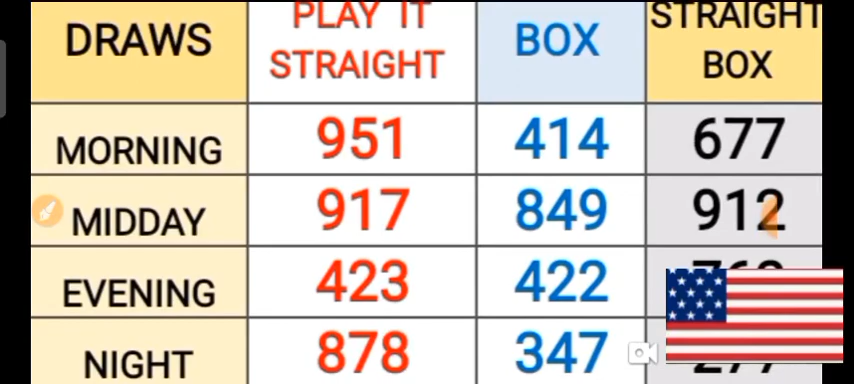 DRAWS
PLAY IT
STRAIGHT
BOX
STRAIGHT
BOX
MORNING 951 414 677
MIDDAY 917 849 912
EVENING 423 422
NIGHT 878 347